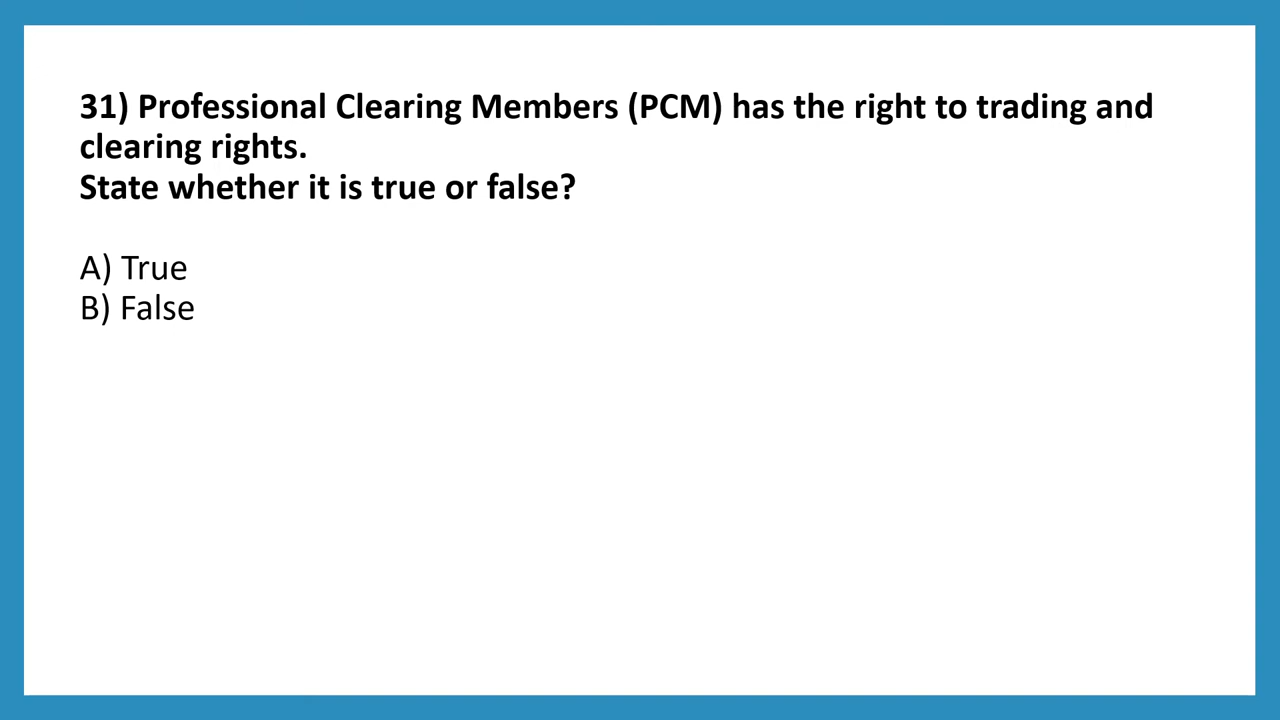 31) Professional Clearing Members (PCM) has the right to trading and
clearing rights.
State whether it is true or false?
A) True
B) False